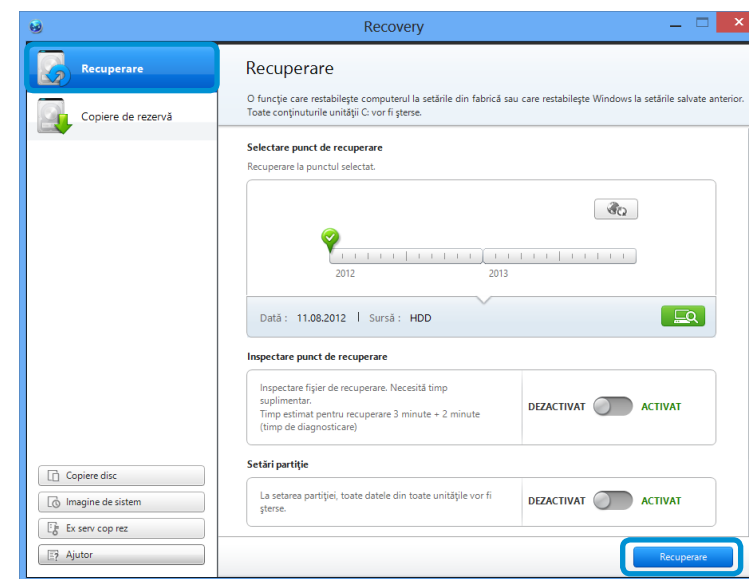 Recovery
Recuperare
Copiere de rezervă
Recuperare
O funcţie care restabileşte computerul la setările din fabrică sau care restabileşte Windows la setările salvate anterior.
Toate conţinuturile unităţii C: vor fi şterse.
Selectare punct de recuperare
Recuperare la punctul selectat.
2012
2013
Dată : 11.08.2012 | Sursă : HDD
Inspectare punct de recuperare
Inspectare fişier de recuperare. Necesită timp
suplimentar.
Timp estimat pentru recuperare 3 minute + 2 minute
(timp de diagnosticare)
DEZACTIVAT ACTIVAT
Setări partiţie
La setarea partiţiei, toate datele din toate unităţile vor fi
şterse.
DEZACTIVAT ACTIVAT
Copiere disc
Imagine de sistem
Ex serv cop rez
Ajutor
Recuperare